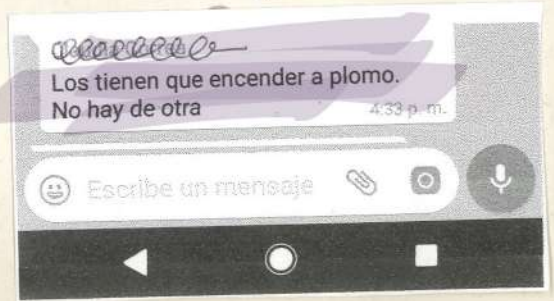 Los tienen que encender a plomo.
No hay de otra
4:33 p. m.
Escribe un mensaje